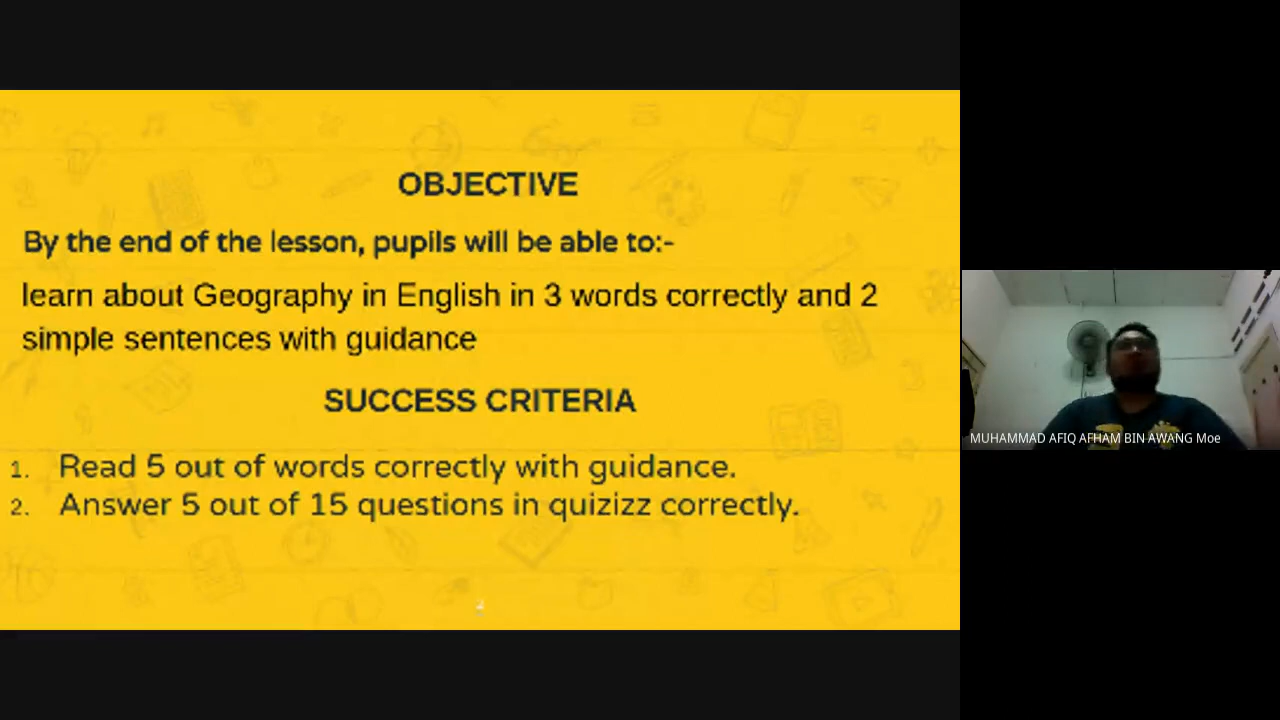 OBJECTIVE
By the end of the lesson, pupils will be able to:-
learn about Geography in English in 3 words correctly and 2
simple sentences with guidance
SUCCESS CRITERIA
1. Read 5 out of words correctly with guidance.
2. Answer 5 out of 15 questions in quizizz correctly.
MUHAMMAD AFIQ AFHAM BIN AWANG Moe